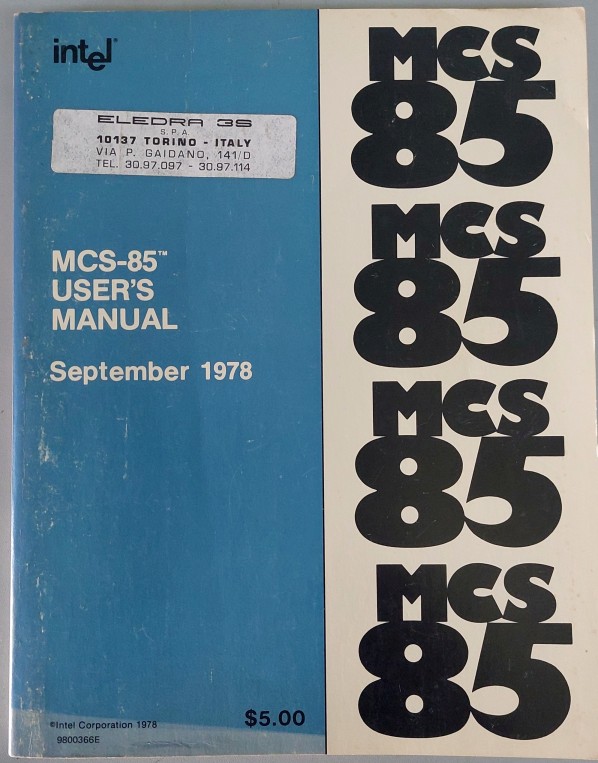 intel®
ELEDRA 3S
S.P.A.
10137 TORINO - ITALY
VIA P. GAIDANO, 141/D
TEL. 30.97.097 - 30.97.114
MCS-85™
USER'S
MANUAL
September 1978
©Intel Corporation 1978
9800366E
$5.00
MCS
85
MCS
85
MCS
85
MCS
85